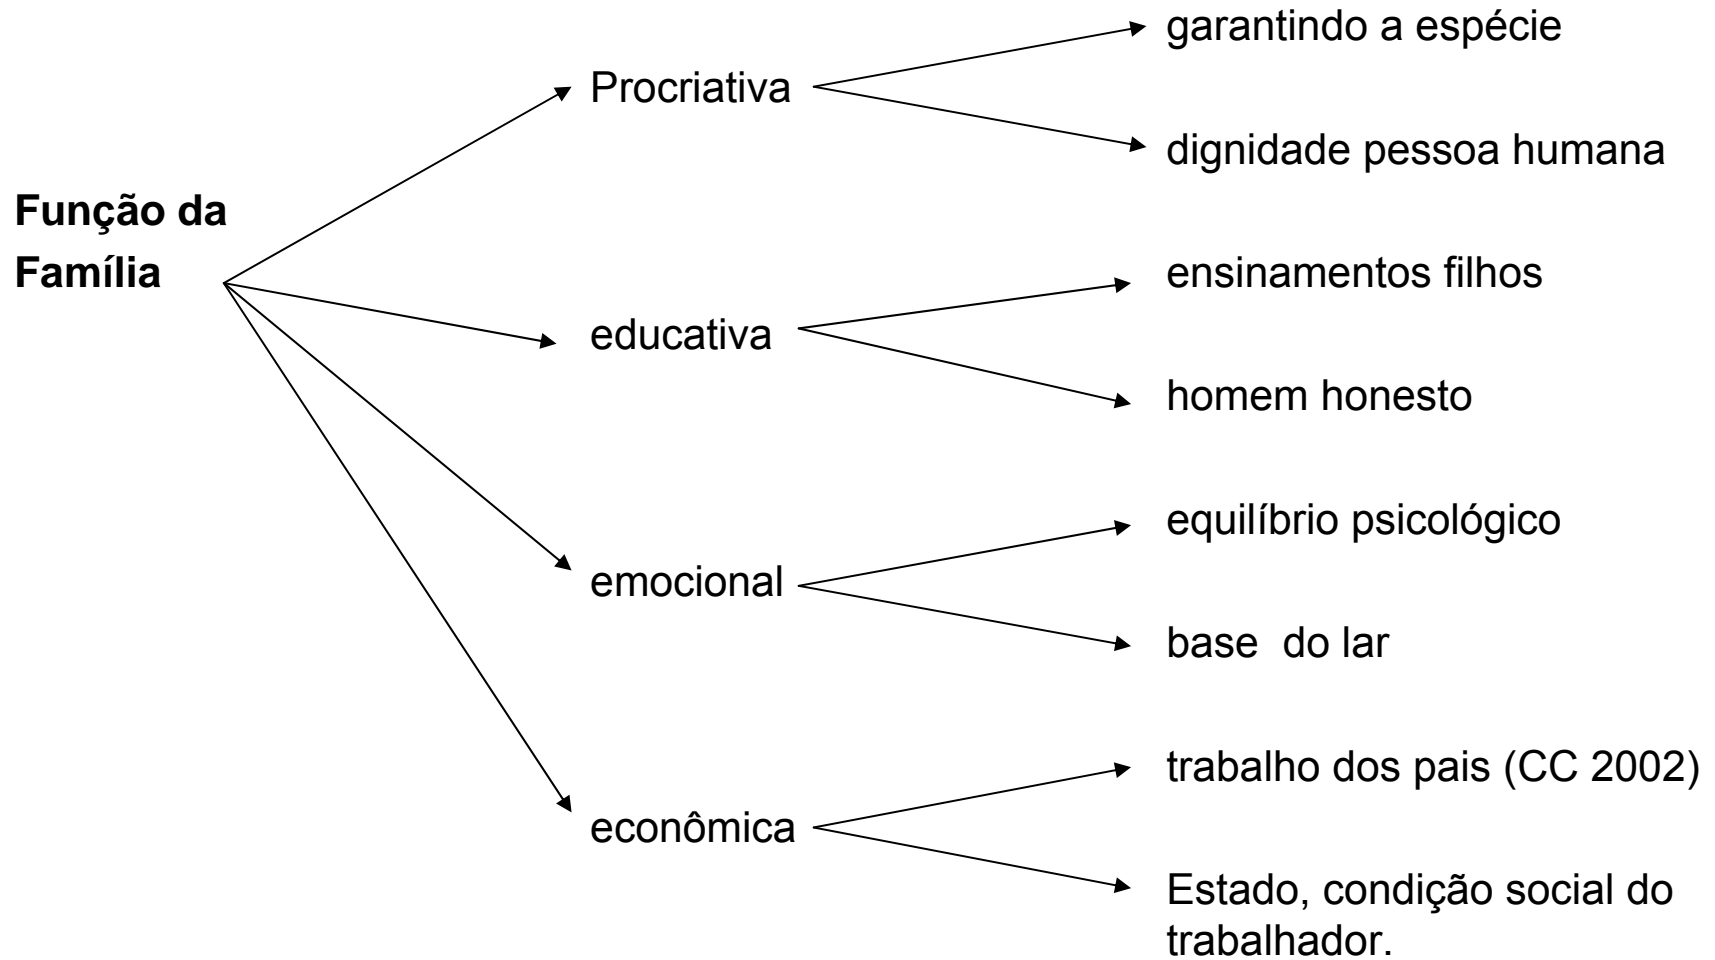 Função da
Família
Procriativa
garantindo a espécie
dignidade pessoa humana
educativa
ensinamentos filhos
homem honesto
emocional
equilíbrio psicológico
base do lar
econômica
trabalho dos pais (CC 2002)
Estado, condição social do
trabalhador.